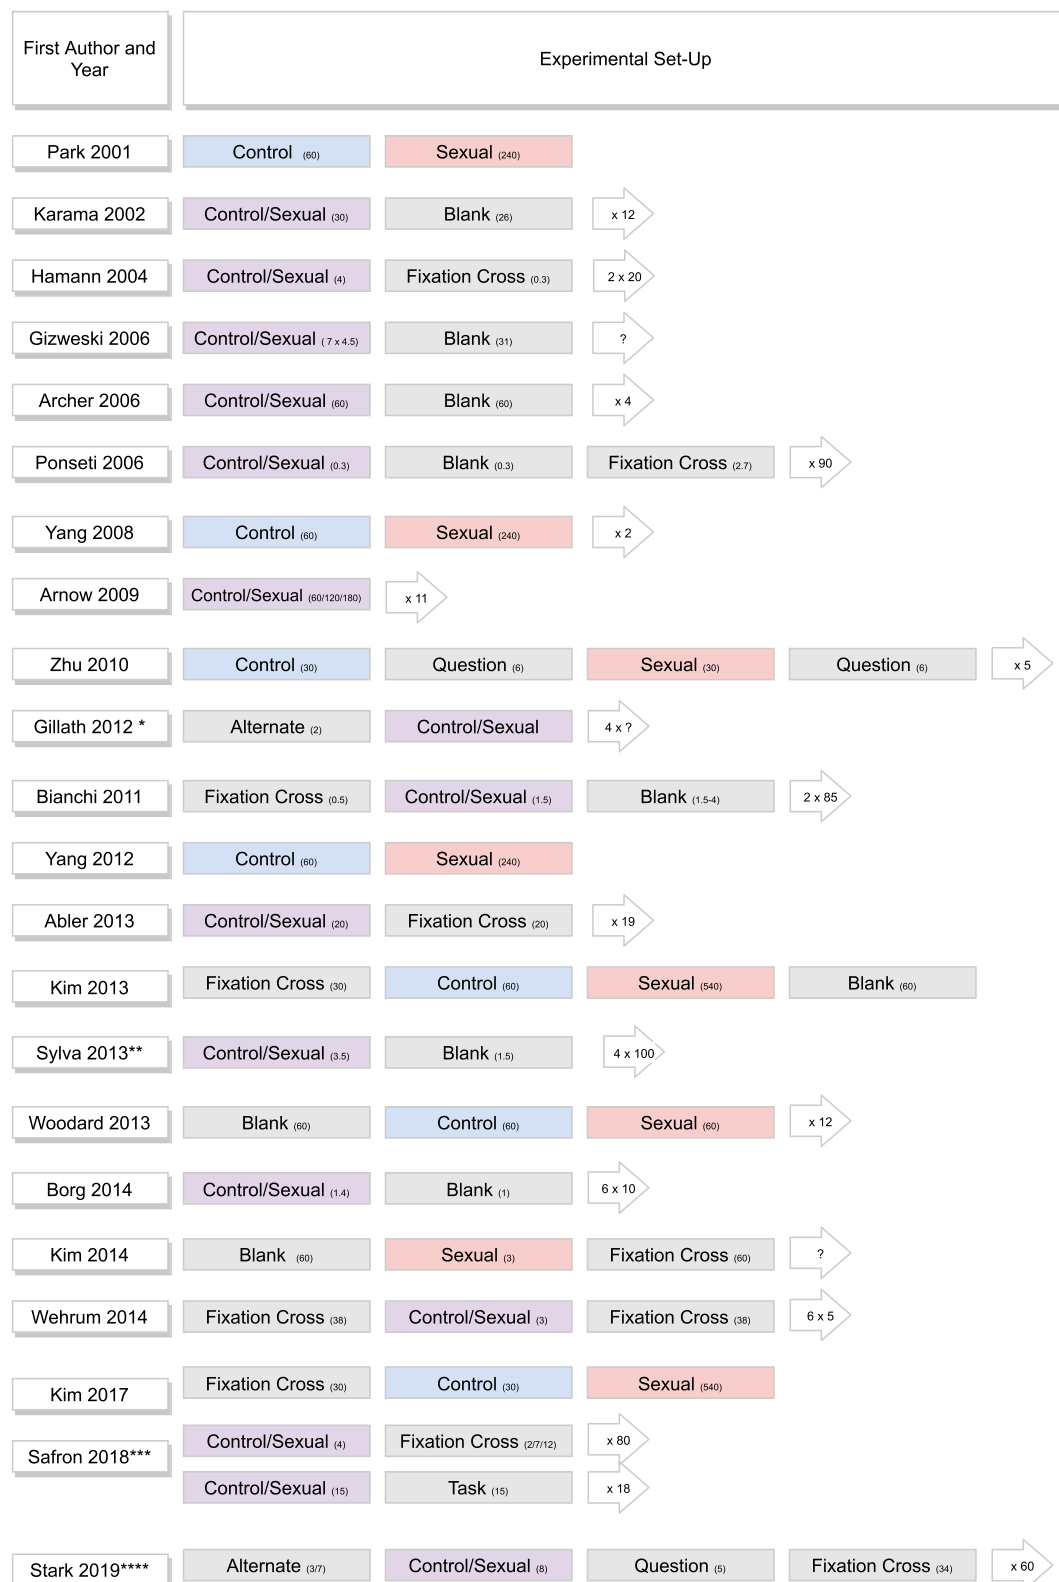 First Author and
Year
Experimental Set-Up
Park 2001
Control (60)
Sexual (240)
Karama 2002
Control/Sexual (30)
Blank (26)
x 12
Hamann 2004
Control/Sexual (4)
Fixation Cross (0.3)
2 x 20
Gizweski 2006
Control/Sexual ( 7 x 4.5)
Blank (31)
?
Archer 2006
Control/Sexual (60)
Blank (60)
x 4
Ponseti 2006
Control/Sexual (0.3)
Blank (0.3)
Fixation Cross (2.7)
x 90
Yang 2008
Control (60)
Sexual (240)
x 2
Arnow 2009
Control/Sexual (60/120/180)
x 11
Zhu 2010
Control (30)
Question (6)
Sexual (30)
Question (6)
x 5
Gillath 2012 *
Alternate (2)
Control/Sexual
4 x ?
Bianchi 2011
Fixation Cross (0.5)
Control/Sexual (1.5)
Blank (1.5-4)
2 x 85
Yang 2012
Control (60)
Sexual (240)
Abler 2013
Control/Sexual (20)
Fixation Cross (20)
x 19
Kim 2013
Fixation Cross (30)
Control (60)
Sexual (540)
Blank (60)
Sylva 2013**
Control/Sexual (3.5)
Blank (1.5)
4 x 100
Woodard 2013
Blank (60)
Control (60)
Sexual (60)
x 12
Borg 2014
Control/Sexual (1.4)
Blank (1)
6 x 10
Kim 2014
Blank (60)
Sexual (3)
Fixation Cross (60)
?
Wehrum 2014
Fixation Cross (38)
Control/Sexual (3)
Fixation Cross (38)
6 x 5
Kim 2017
Fixation Cross (30)
Control (30)
Sexual (540)
Safron 2018***
Control/Sexual (4)
Fixation Cross (2/7/12)
x 80
Control/Sexual (15)
Task (15)
x 18
Stark 2019****
Alternate (3/7)
Control/Sexual (8)
Question (5)
Fixation Cross (34)
x 60